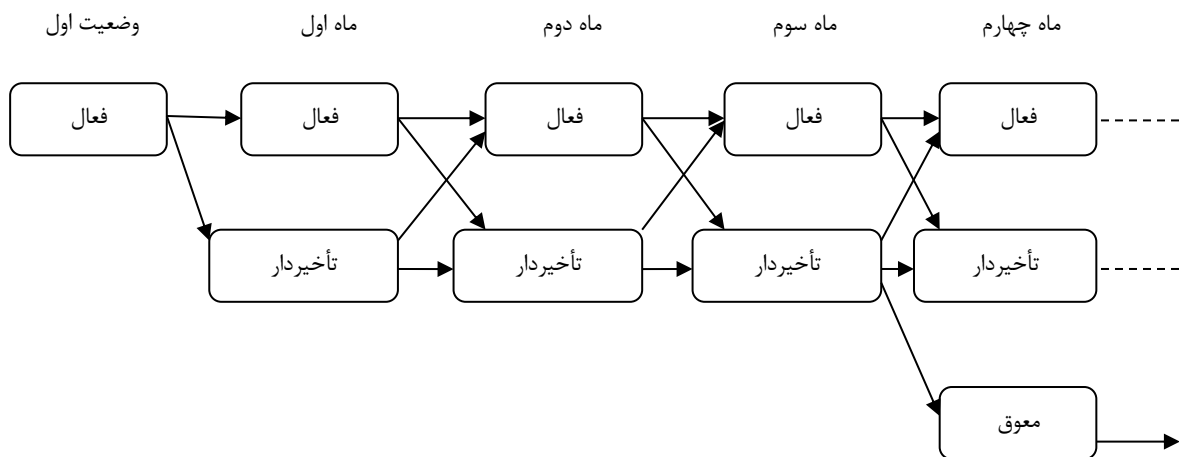 وضعیت اول
ماه اول
ماه دوم
ماه سوم
ماه چهارم
فعال
فعال
فعال
فعال
فعال
تأخیردار
تأخیردار
تأخیردار
تأخیردار
معوق